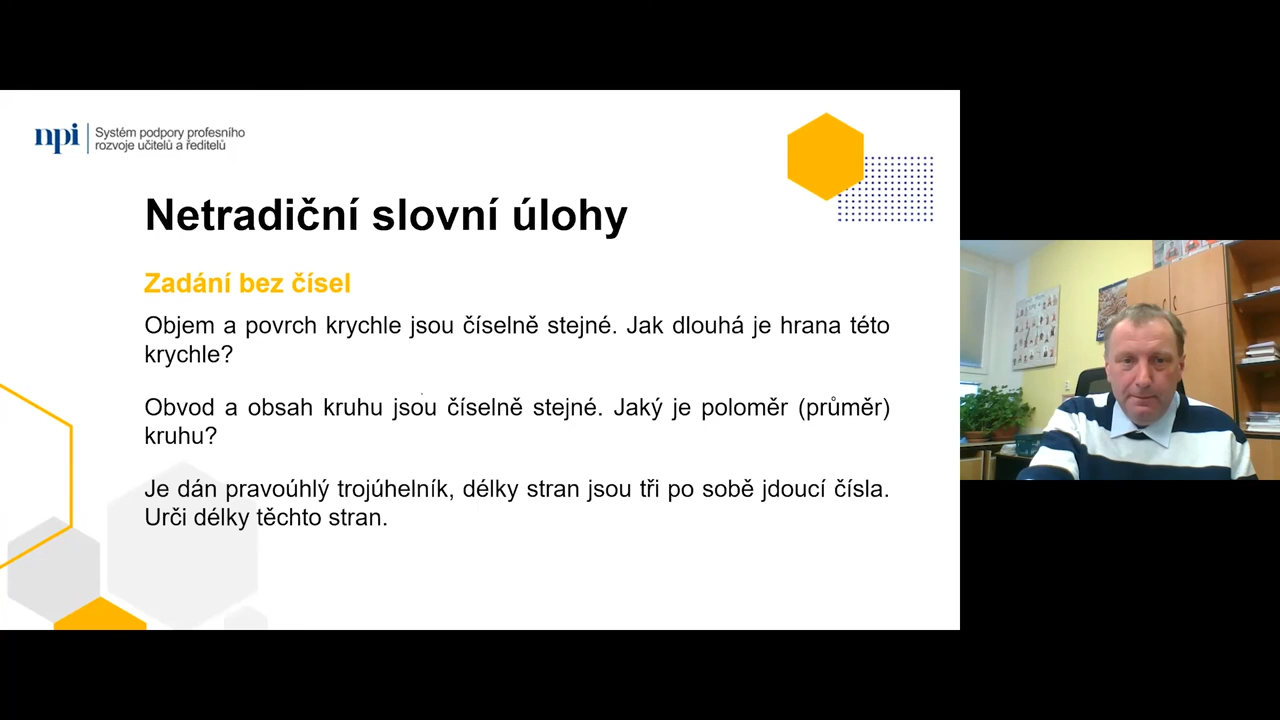 npi
Systém podpory profesního
rozvoje učitelů a ředitelů
Netradiční slovní úlohy
Zadání bez čísel
Objem a povrch krychle jsou číselně stejné. Jak dlouhá je hrana této
krychle?
Obvod a obsah kruhu jsou číselně stejné. Jaký je poloměr (průměr)
kruhu?
Je dán pravoúhlý trojúhelník, délky stran jsou tři po sobě jdoucí čísla.
Urči délky těchto stran.